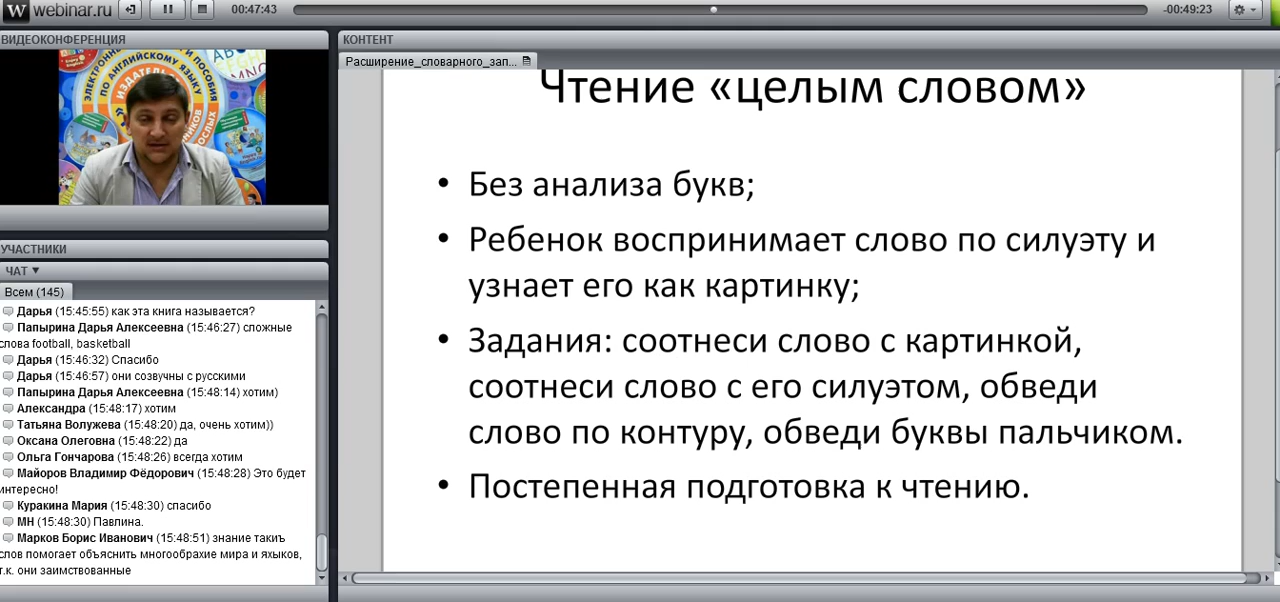 W webinar.ru
00:47:43
-00:49:23
ВИДЕОКОНФЕРЕНЦИЯ
ЭЛЕКТРОННЫЕ
И ПОСОБИЯ
ПО АНГЛИЙСКОМУ ЯЗЫКУ
УЧАСТНИКИ
ЧАТ ▼
Всем (145)
Дарья (15:45:55) как эта книга называется?
Папырина Дарья Алексеевна (15:46:27) сложные
слова football, basketball
Дарья (15:46:32) Спасибо
Дарья (15:46:57) они созвучны с русскими
Папырина Дарья Алексеевна (15:48:14) хотим)
Александра (15:48:17) хотим
Татьяна Волужева (15:48:20) да, очень хотим))
Оксана Олеговна (15:48:22) да
Ольга Гончарова (15:48:26) всегда хотим
Майоров Владимир Фёдорович (15:48:28) Это будет
интересно!
Куракина Мария (15:48:30) спасибо
МН (15:48:30) Павлина.
Марков Борис Иванович (15:48:51) знание такиъ
слов помогает объяснить многообрахие мира и яхыков,
т.к. они заимствованные
КОНТЕНТ
Расширение_словарного_зап...
Чтение «целым словом»
• Без анализа букв;
• Ребенок воспринимает слово по силуэту и
узнает его как картинку;
• Задания: соотнеси слово с картинкой,
соотнеси слово с его силуэтом, обведи
слово по контуру, обведи буквы пальчиком.
• Постепенная подготовка к чтению.